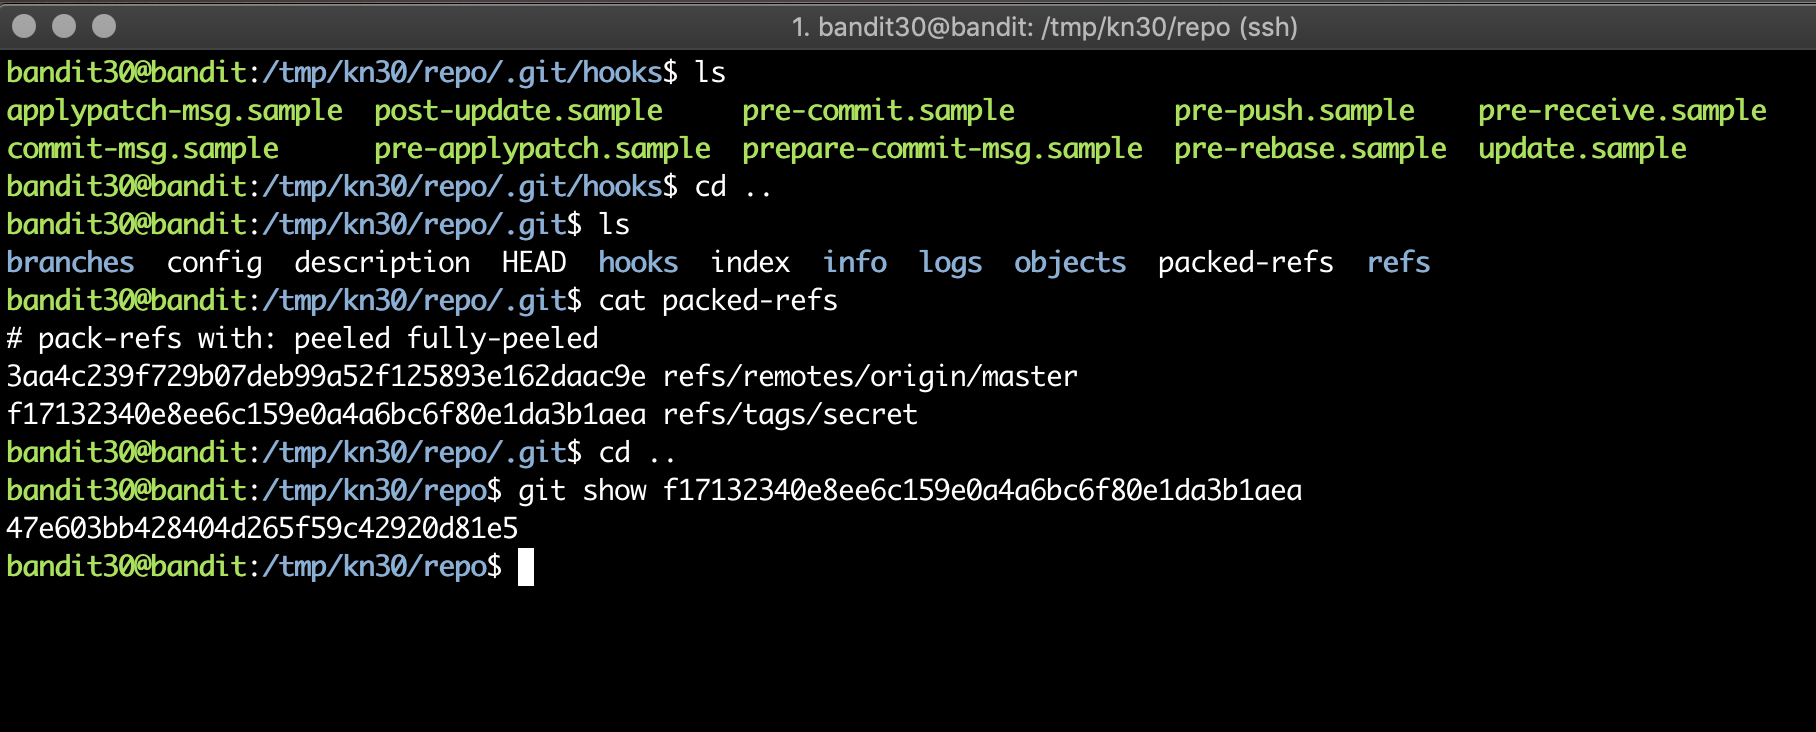 1. bandit30@bandit: /tmp/kn30/repo (ssh)
bandit30@bandit:/tmp/kn30/repo/.git/hooks$ ls
applypatch-msg.sample  post-update.sample     pre-commit.sample          pre-push.sample    pre-receive.sample
commit-msg.sample      pre-applypatch.sample  prepare-commit-msg.sample  pre-rebase.sample  update.sample
bandit30@bandit:/tmp/kn30/repo/.git/hooks$ cd ..
bandit30@bandit:/tmp/kn30/repo/.git$ ls
branches  config  description  HEAD  hooks  index  info  logs  objects  packed-refs  refs
bandit30@bandit:/tmp/kn30/repo/.git$ cat packed-refs
# pack-refs with: peeled fully-peeled
3aa4c239f729b07deb99a52f125893e162daac9e refs/remotes/origin/master
f17132340e8ee6c159e0a4a6bc6f80e1da3b1aea refs/tags/secret
bandit30@bandit:/tmp/kn30/repo/.git$ cd ..
bandit30@bandit:/tmp/kn30/repo$ git show f17132340e8ee6c159e0a4a6bc6f80e1da3b1aea
47e603bb428404d265f59c42920d81e5
bandit30@bandit:/tmp/kn30/repo$